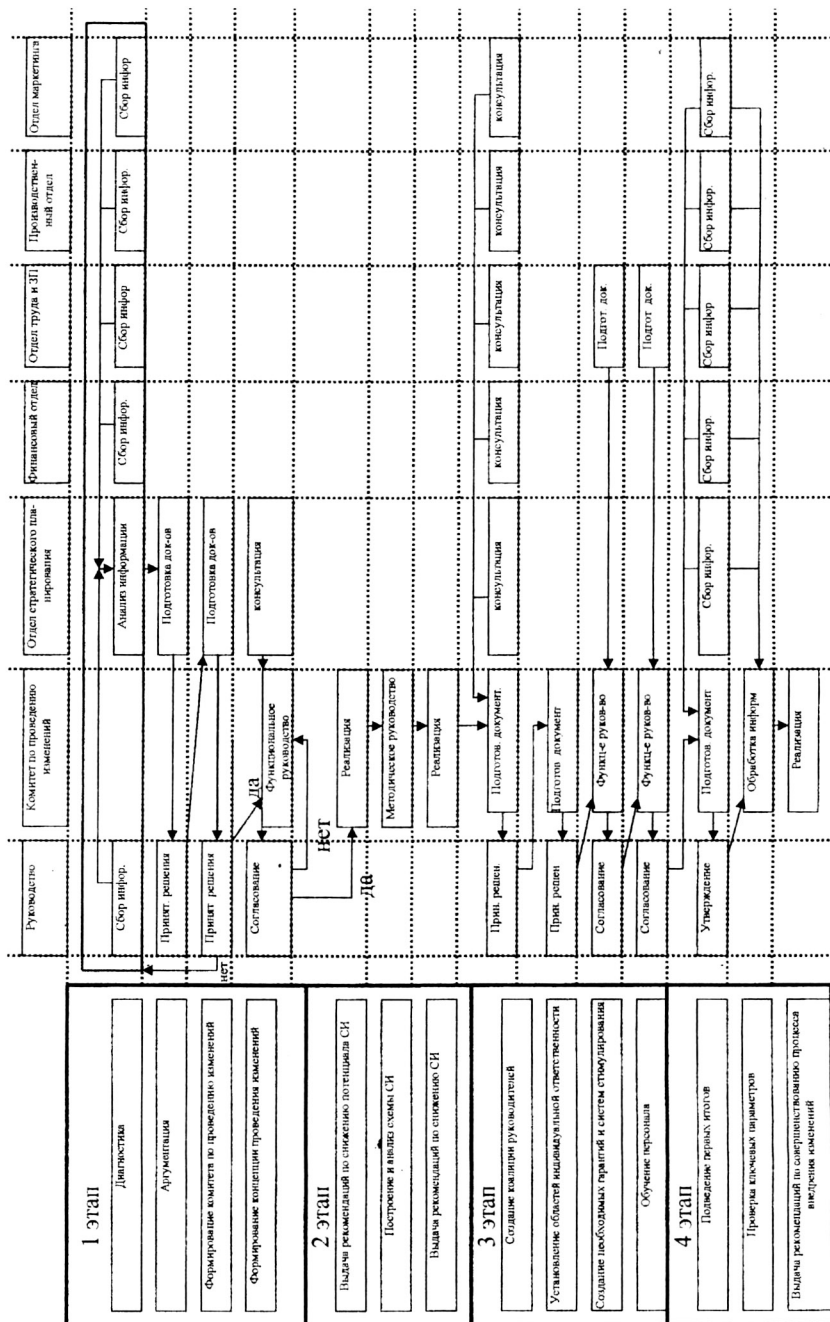 Руководство
Комитет по проведению
изменений
Отдел стратегического пла-
нирования
Финансовый отдел
Отдел труда и ЗП
Производствен-
ный отдел
Отдел маркетинга
1 этап
Диагностика
Сбор инфор.
Анализ информации
Сбор инфор.
Сбор инфор
Сбор инфор.
Сбор инфор
Аргументация
Принят. решения
Подготовка док-ов
Формирование комитета по проведению изменений
нет
Принят. решения
Подготовка док-ов
да
Формирование концепции проведения изменений
Согласование
Функциональное
руководство
консультация
нет
да
2 этап
Выдача рекомендаций по снижению потенциала СИ
Реализация
Построение и анализ схемы СИ
Методическое руководство
Выдача рекомендаций по снижению СИ
Реализация
3 этап
Создание коалиции руководителей
Прин. решен.
Подготов. документ.
консультация
консультация
консультация
консультация
консультация
Установление областей индивидуальной ответственности
Прин. решен
Подготов. документ
Создание необходимых гарантий и систем стимулирования
Согласование
Функц-е руков-во
Подгот. док.
Обучение персонала
Согласование
Функц-е руков-во
Подгот. док.
4 этап
Подведение первых итогов
Утверждение
Подготов. документ
Сбор инфор.
Сбор инфор.
Сбор инфор
Сбор инфор.
Сбор инфор.
Проверка ключевых параметров
Обработка информ
Выдача рекомендаций по совершенствованию процесса
внедрения изменений
Реализация